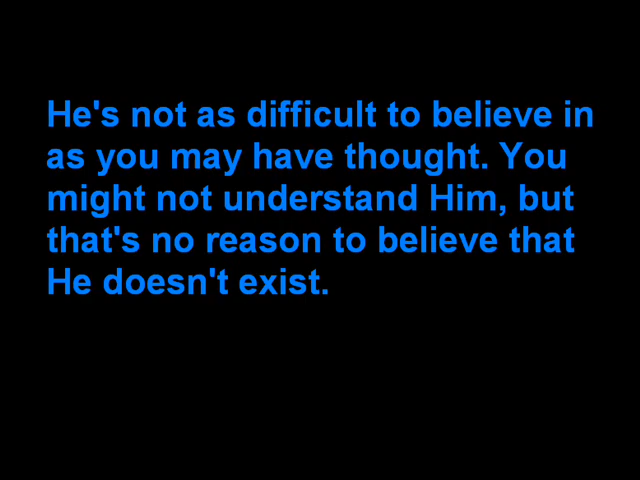 He's not as difficult to believe in
as you may have thought. You
might not understand Him, but
that's no reason to believe that
He doesn't exist.